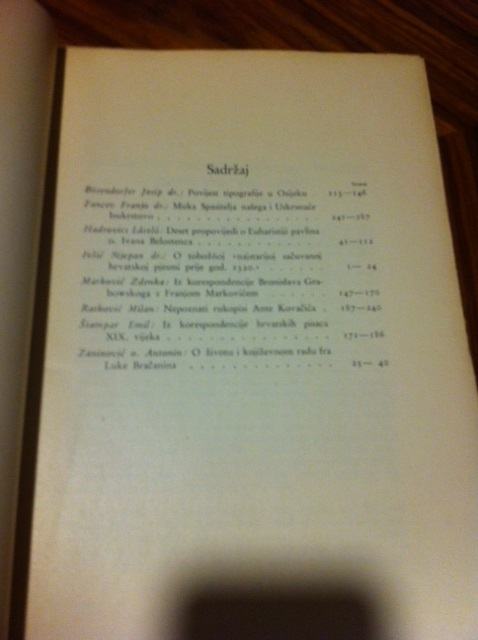 Sadržaj
Strana
Bösendorfer Josip dr.: Povijest tipografije u Osijeku . 113—146
Fancev Franjo dr.: Muka Spasitelja našega i Uskrsnuće
Isukrstovo . . . . . . . . . . . . . . 241—287
Hadrovics László: Deset propovijedi o Euharistiji pavlina
o. Ivana Belostenca . . . . . . . . . . 41—112
Ivšić Stjepan dr.: O tobožnjoj »najstarijoj sačuvanoj
hrvatskoj pjesmi prije god. 1320.« . . . . . 1— 24
Marković Zdenka: Iz korespondencije Bronislava Gra-
bowskoga s Franjom Markovićem . . . . . . 147—170
Ratković Milan: Nepoznati rukopisi Ante Kovačića . 187—240
Štampar Emil: Iz korespondencije hrvatskih pisaca
XIX. vijeka . . . . . . . . . . . . . . 171—186
Zaninović o. Antonin: O životu i književnom radu fra
Luke Bračanina . . . . . . . . . . . . 25— 40